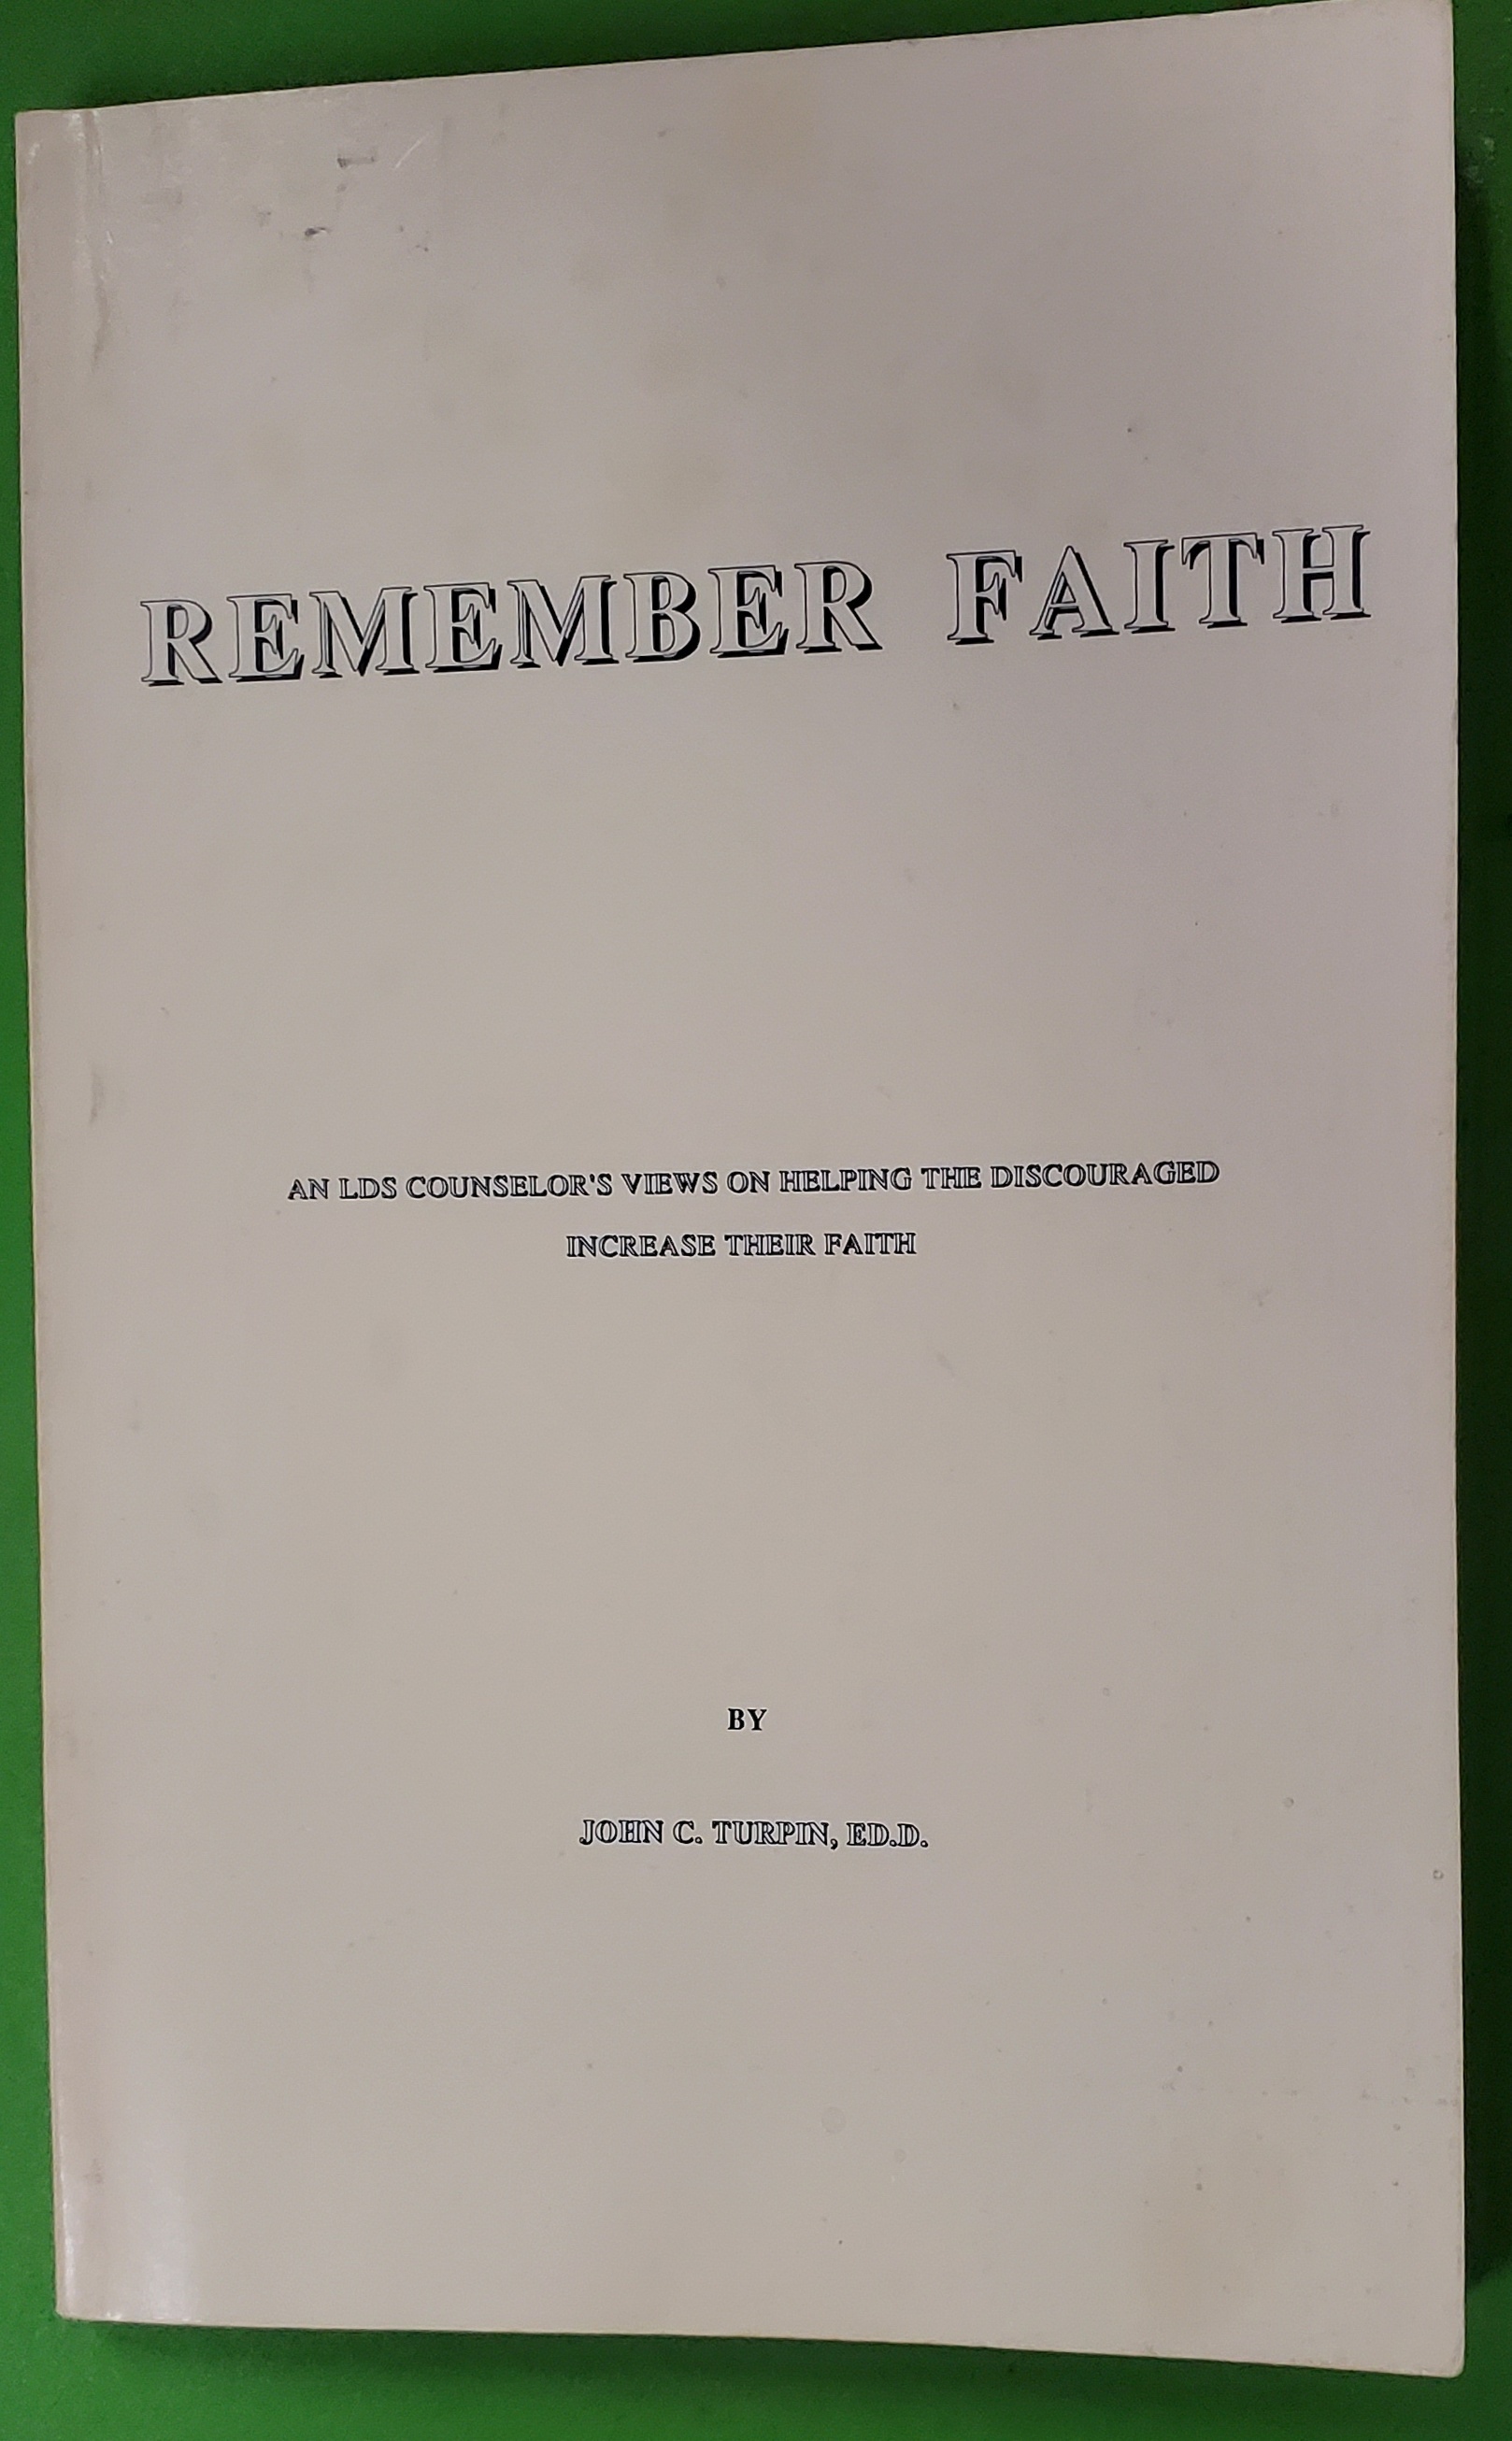 REMEMBER FAITH
AN LDS COUNSELOR'S VIEWS ON HELPING THE DISCOURAGED
INCREASE THEIR FAITH
BY
JOHN C. TURPIN, ED.D.